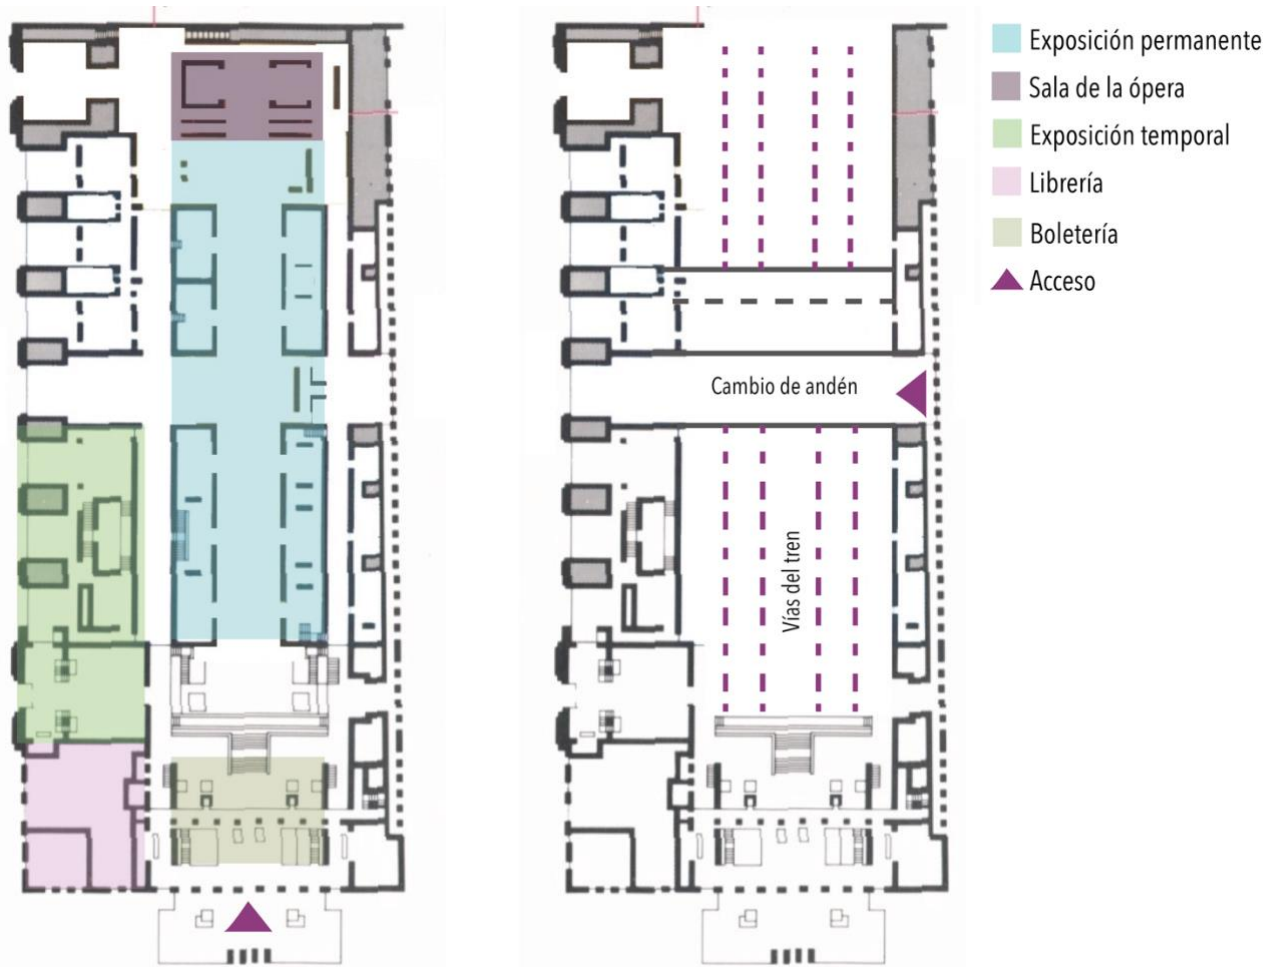 Exposición permanente
Sala de la ópera
Exposición temporal
Librería
Boletería
Acceso
Cambio de andén
Vías del tren